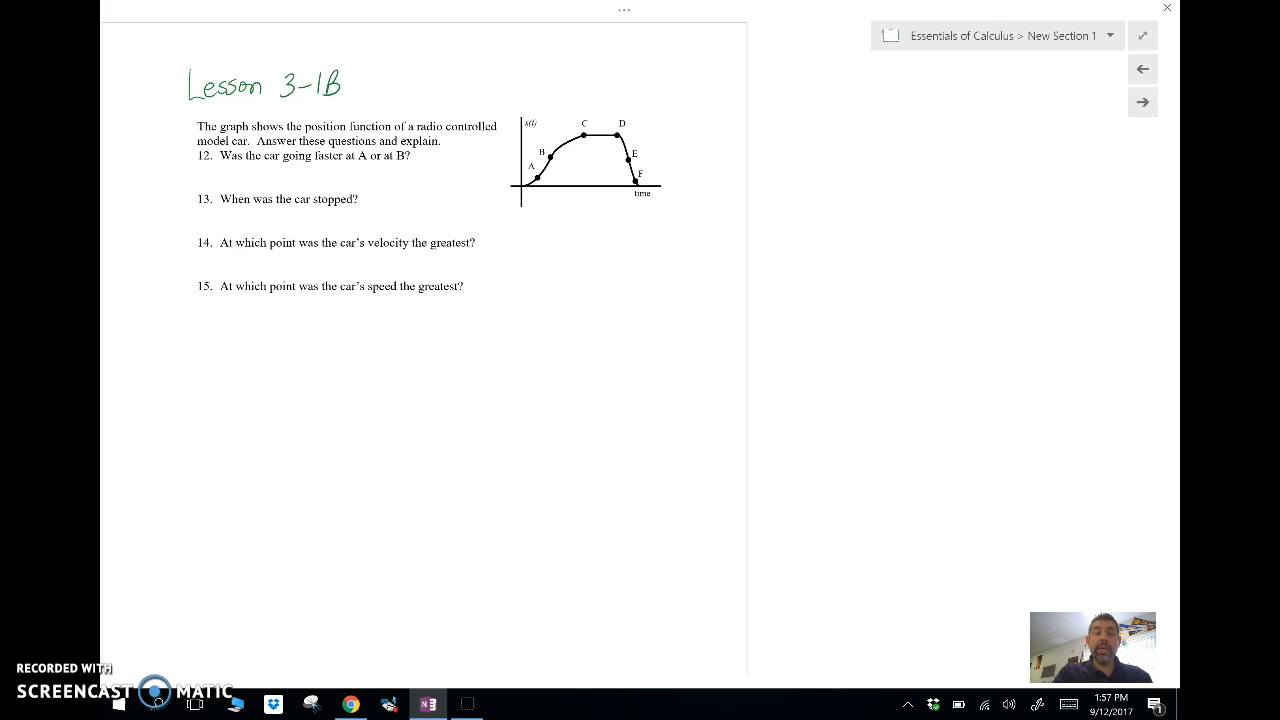 ...
Essentials of Calculus > New Section 1
Lesson 3-1B
The graph shows the position function of a radio controlled
model car. Answer these questions and explain.
12. Was the car going faster at A or at B?
13. When was the car stopped?
14. At which point was the car's velocity the greatest?
15. At which point was the car's speed the greatest?
s(t)
C
D
B
E
A
F
time
RECORDED WITH
SCREENCAST MATIC
N
1:57 PM
9/12/2017
1